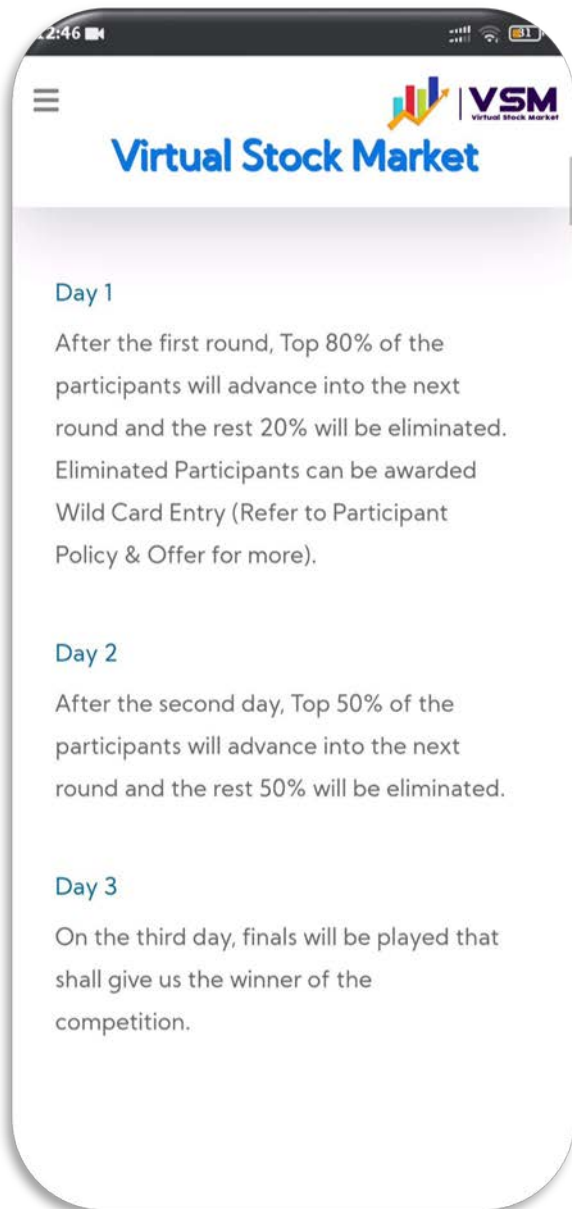 2:46
31
VSM
Virtual Stock Market
Virtual Stock Market
Day 1
After the first round, Top 80% of the
participants will advance into the next
round and the rest 20% will be eliminated.
Eliminated Participants can be awarded
Wild Card Entry (Refer to Participant
Policy & Offer for more).
Day 2
After the second day, Top 50% of the
participants will advance into the next
round and the rest 50% will be eliminated.
Day 3
On the third day, finals will be played that
shall give us the winner of the
competition.